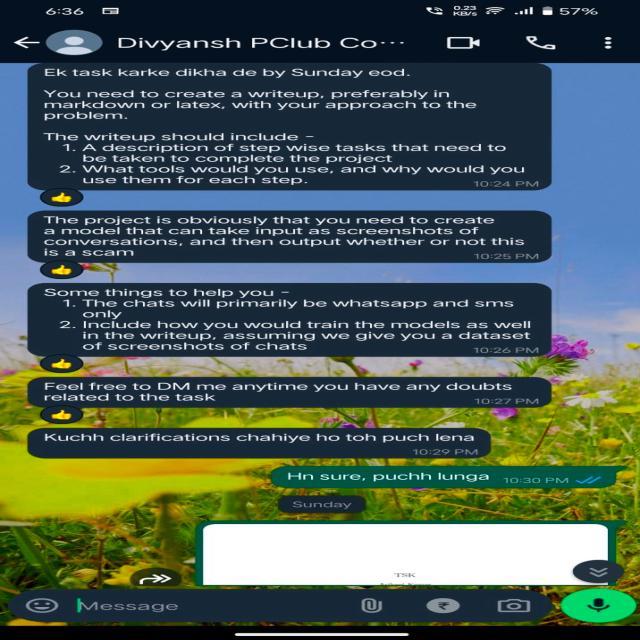 6:36
0.23
KB/s
57%
Divyansh PClub Co...
Ek task karke dikha de by Sunday eod.
You need to create a writeup, preferably in
markdown or latex, with your approach to the
problem.
The writeup should include –
1. A description of step wise tasks that need to
be taken to complete the project
2. What tools would you use, and why would you
use them for each step.
10:24 PM
The project is obviously that you need to create
a model that can take input as screenshots of
conversations, and then output whether or not this
is a scam
10:25 PM
Some things to help you –
1. The chats will primarily be whatsapp and sms
only
2. Include how you would train the models as well
in the writeup, assuming we give you a dataset
of screenshots of chats
10:26 PM
Feel free to DM me anytime you have any doubts
related to the task
10:27 PM
Kuchh clarifications chahiye ho toh puch lena
10:29 PM
Hn sure, puchh lunga
10:30 PM
Sunday
TSK
Message
₹